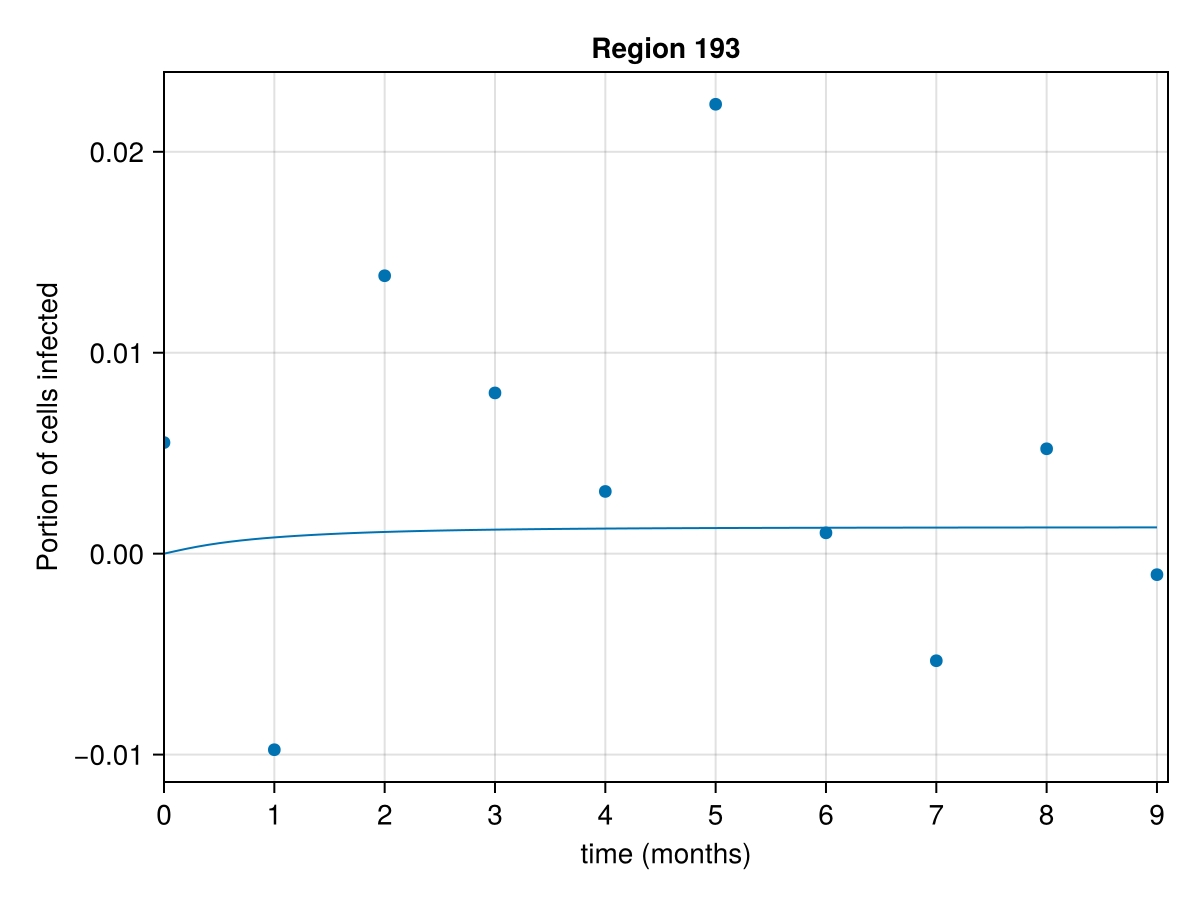 Region 193
Portion of cells infected
0.02
0.01
0.00
−0.01
0 1 2 3 4 5 6 7 8 9
time (months)